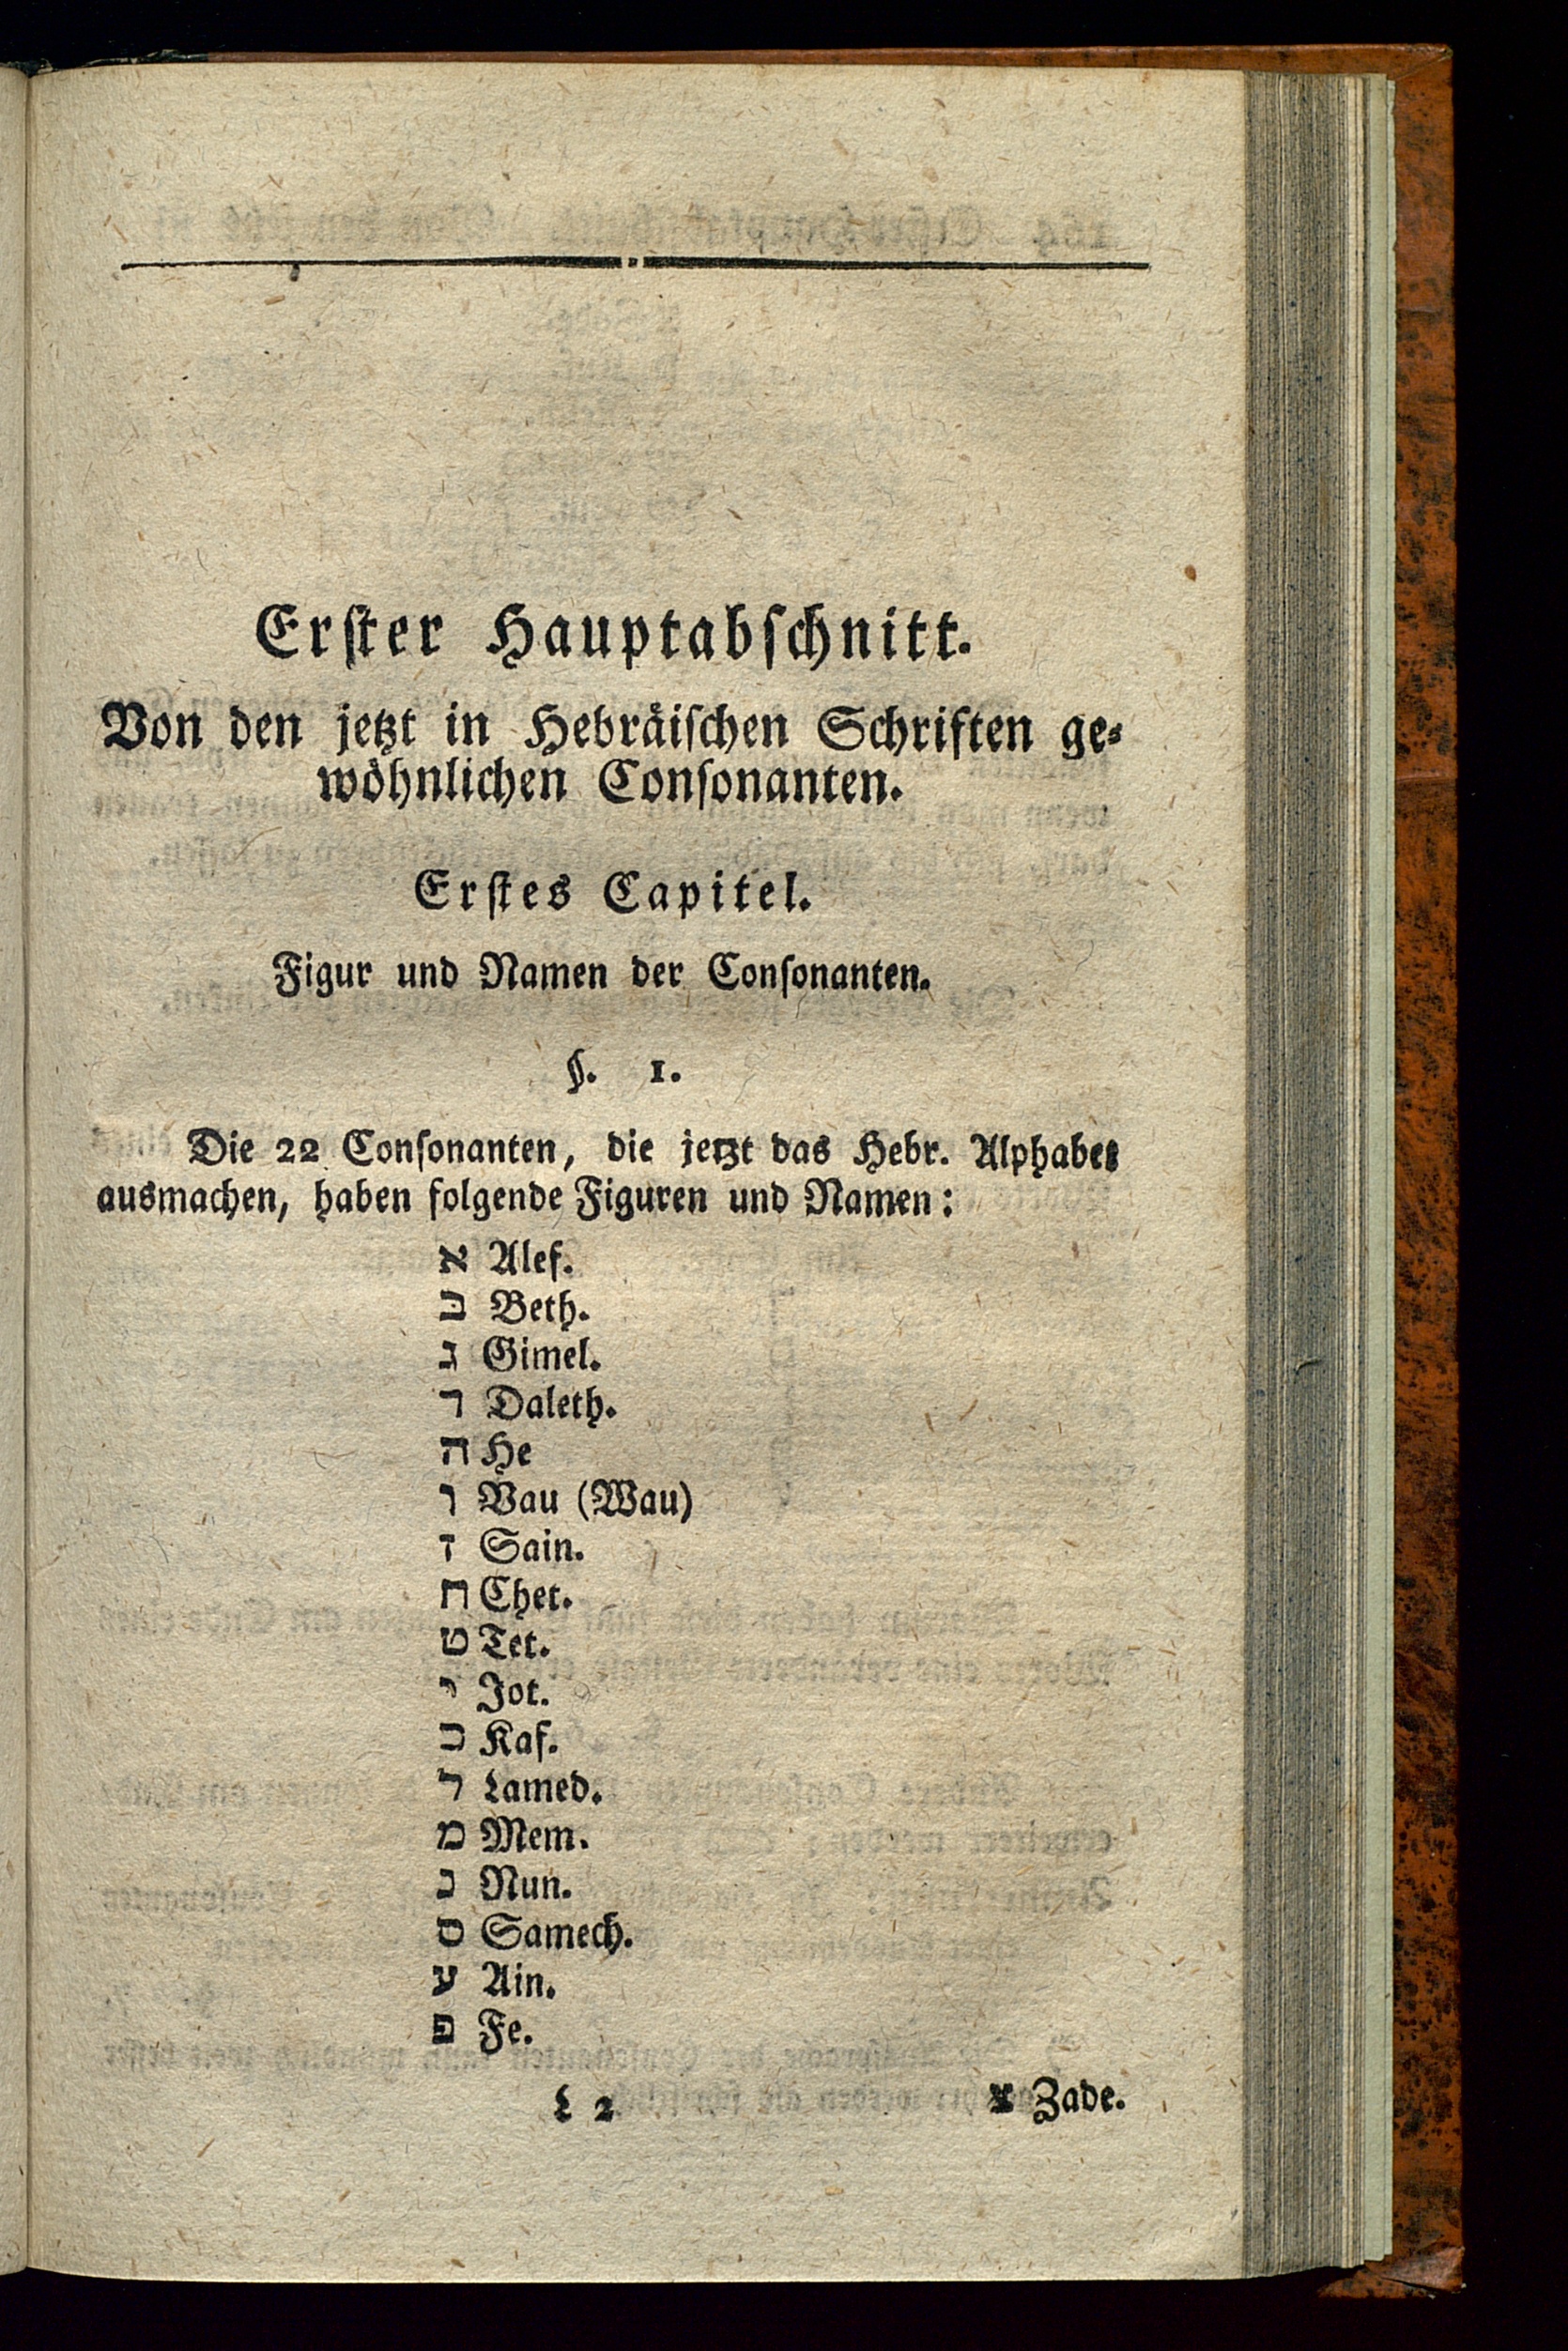 Erſter Hauptabſchnitt.
Von den jetzt in Hebräiſchen Schriften ge⸗
wöhnlichen Conſonanten.
Erſtes Capitel.
Figur und Namen der Conſonanten.
§. 1.
Die 22 Conſonanten, die jetzt das Hebr. Alphabet
ausmachen, haben folgende Figuren und Namen:
א Alef.
ב Beth.
ג Gimel.
ד Daleth.
ה He
ו Vau (Wau)
ז Sain.
ח Chet.
ט Tet.
י Jot.
כ Kaf.
ל Lamed.
מ Mem.
נ Nun.
ס Samech.
ע Ain.
פ Fe.
L 2
צ Zade.